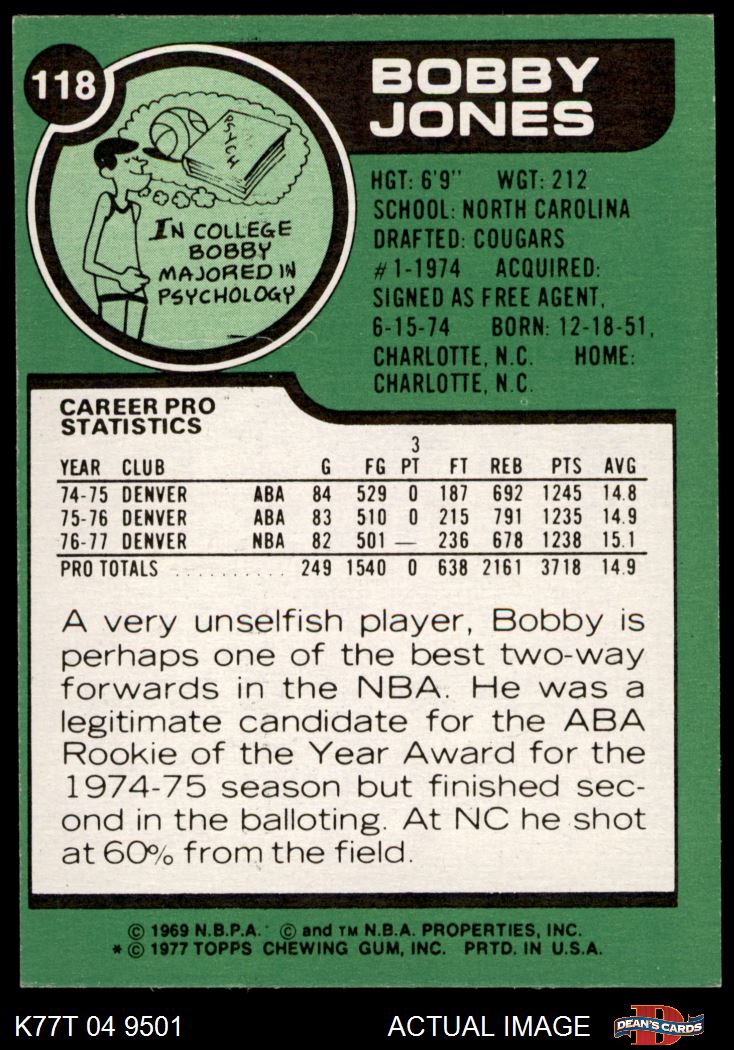 118
BOBBY
JONES
PSYCH
IN COLLEGE
BOBBY
MAJORED IN
PSYCHOLOGY
HGT: 6'9" WGT: 212
SCHOOL: NORTH CAROLINA
DRAFTED: COUGARS
#1-1974 ACQUIRED:
SIGNED AS FREE AGENT,
6-15-74 BORN: 12-18-51,
CHARLOTTE, N.C. HOME:
CHARLOTTE, N.C.
CAREER PRO
STATISTICS
3
YEAR CLUB G FG PT FT REB PTS AVG
74-75 DENVER ABA 84 529 0 187 692 1245 14.8
75-76 DENVER ABA 83 510 0 215 791 1235 14.9
76-77 DENVER NBA 82 501 — 236 678 1238 15.1
PRO TOTALS .......... 249 1540 0 638 2161 3718 14.9
A very unselfish player, Bobby is
perhaps one of the best two-way
forwards in the NBA. He was a
legitimate candidate for the ABA
Rookie of the Year Award for the
1974-75 season but finished sec-
ond in the balloting. At NC he shot
at 60% from the field.
© 1969 N.B.P.A. © and TM N.B.A. PROPERTIES, INC.
* © 1977 TOPPS CHEWING GUM, INC. PRTD. IN U.S.A.
K77T 04 9501 ACTUAL IMAGE D DEAN'S CARDS